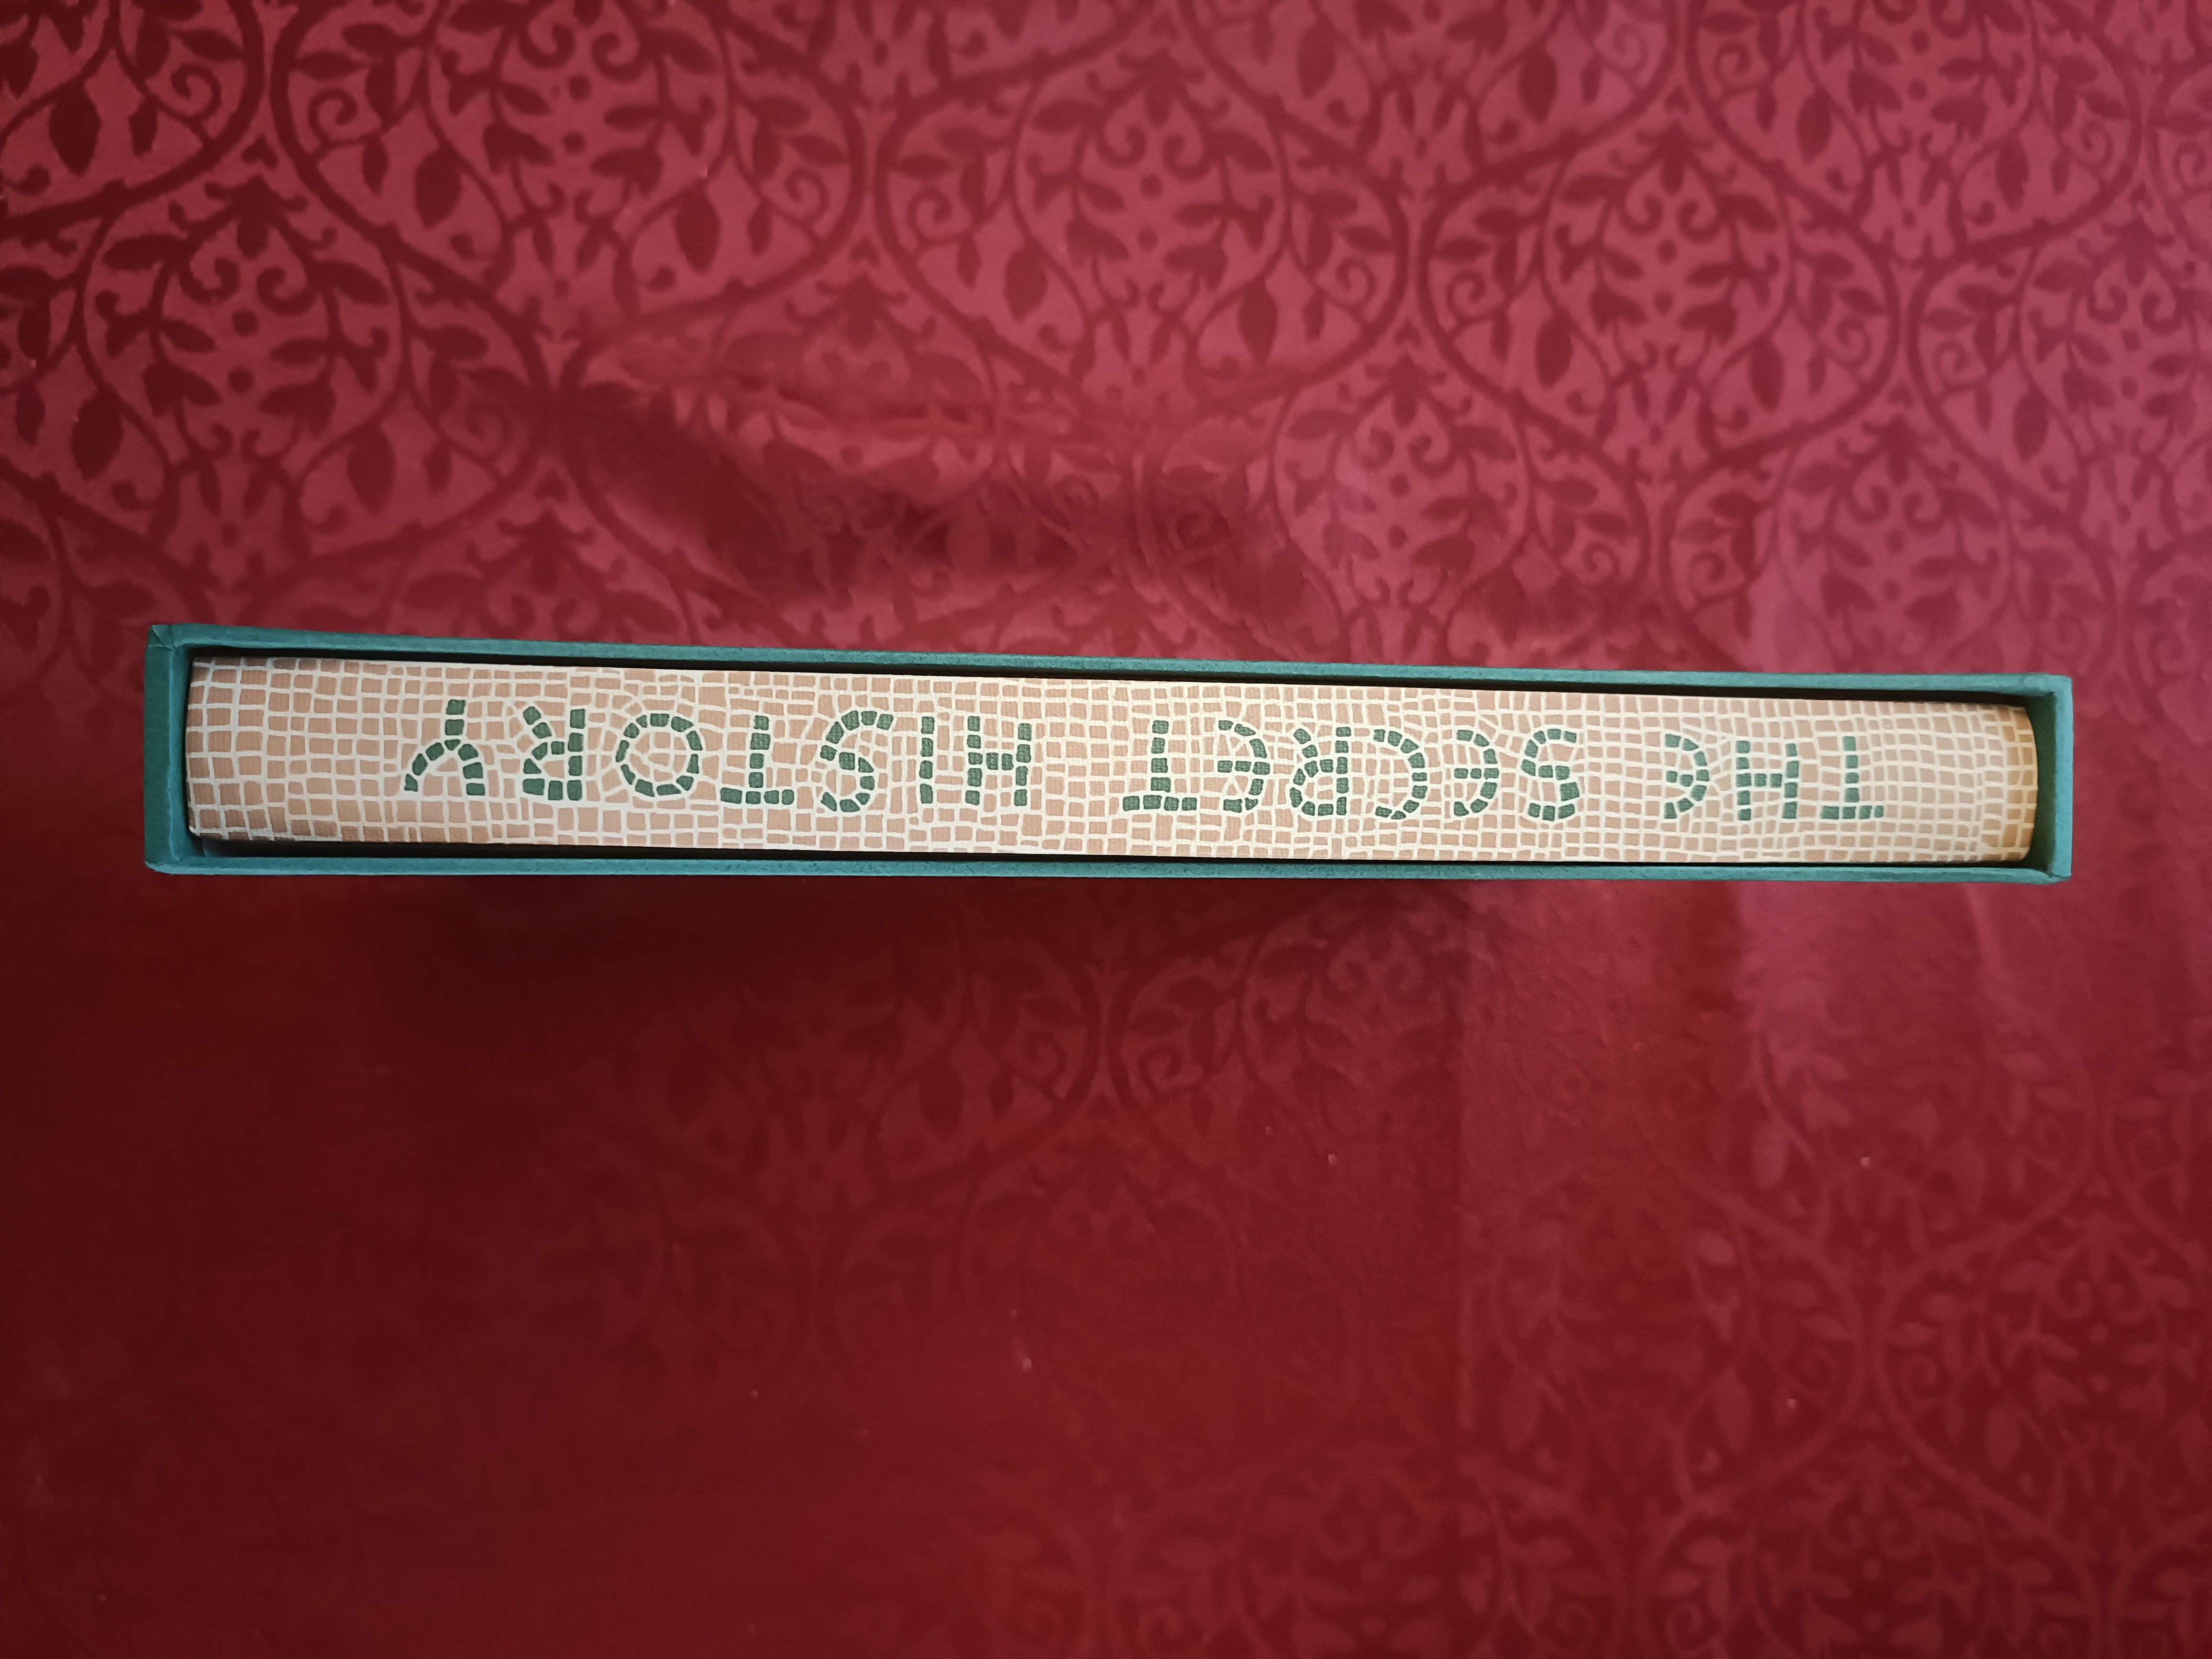 THE SECRET HISTORY